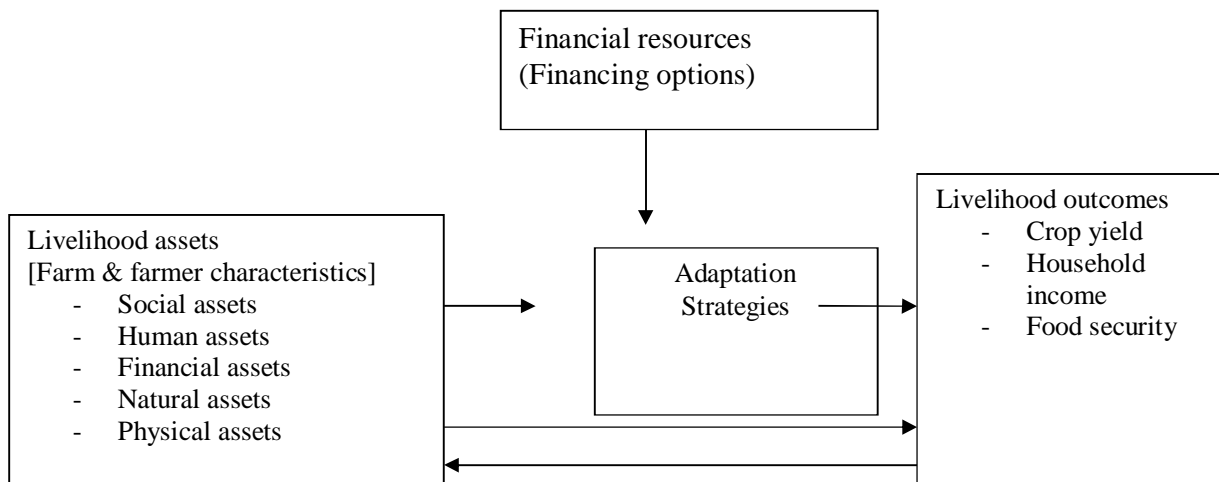 Financial resources
(Financing options)
Livelihood assets
[Farm & farmer characteristics]
- Social assets
- Human assets
- Financial assets
- Natural assets
- Physical assets
Adaptation
Strategies
Livelihood outcomes
- Crop yield
- Household
income
- Food security